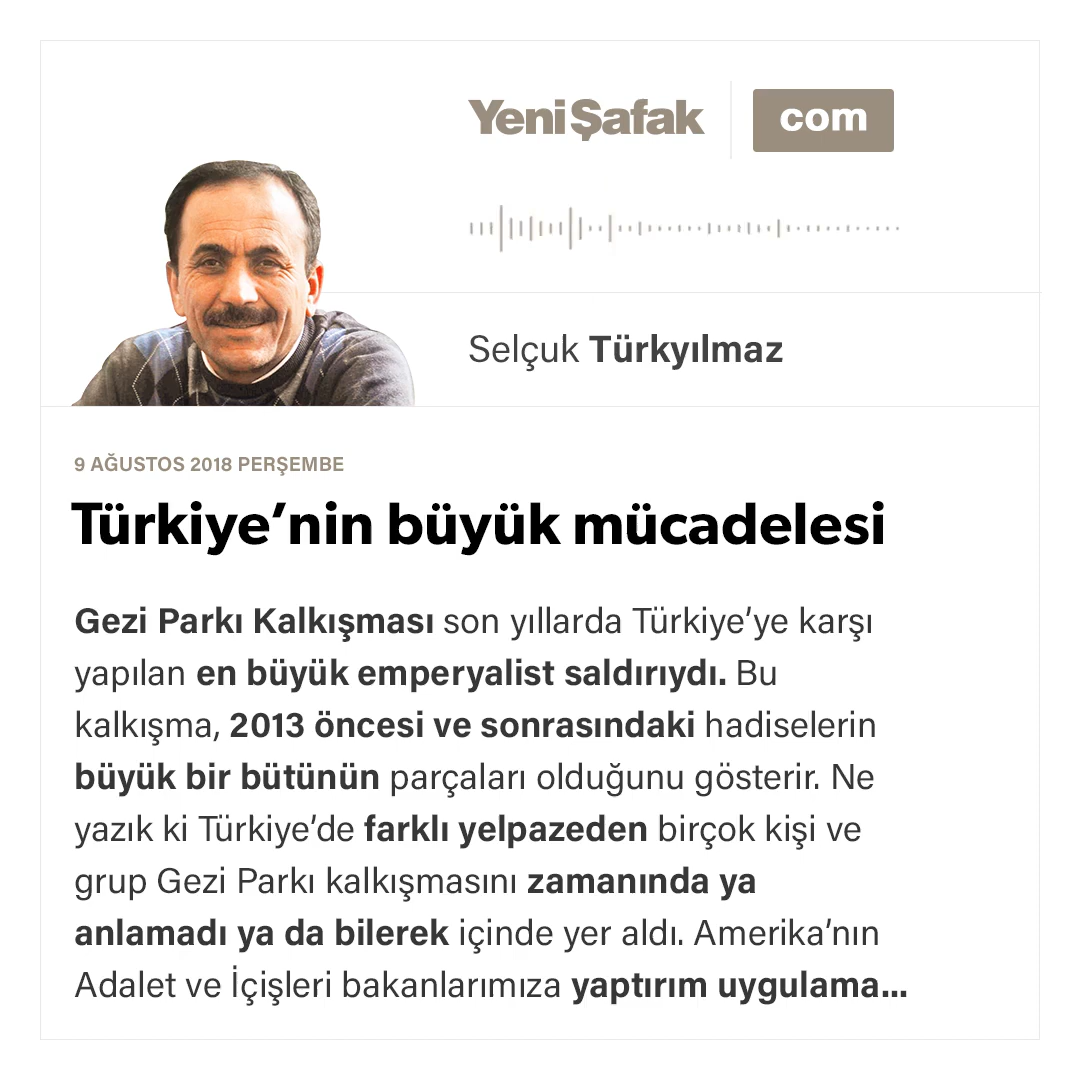 YeniŞafak com
Selçuk Türkyılmaz
9 AĞUSTOS 2018 PERŞEMBE
Türkiye’nin büyük mücadelesi
Gezi Parkı Kalkışması son yıllarda Türkiye’ye karşı
yapılan en büyük emperyalist saldırıydı. Bu
kalkışma, 2013 öncesi ve sonrasındaki hadiselerin
büyük bir bütünün parçaları olduğunu gösterir. Ne
yazık ki Türkiye’de farklı yelpazeden birçok kişi ve
grup Gezi Parkı kalkışmasını zamanında ya
anlamadı ya da bilerek içinde yer aldı. Amerika’nın
Adalet ve İçişleri bakanlarımıza yaptırım uygulama...